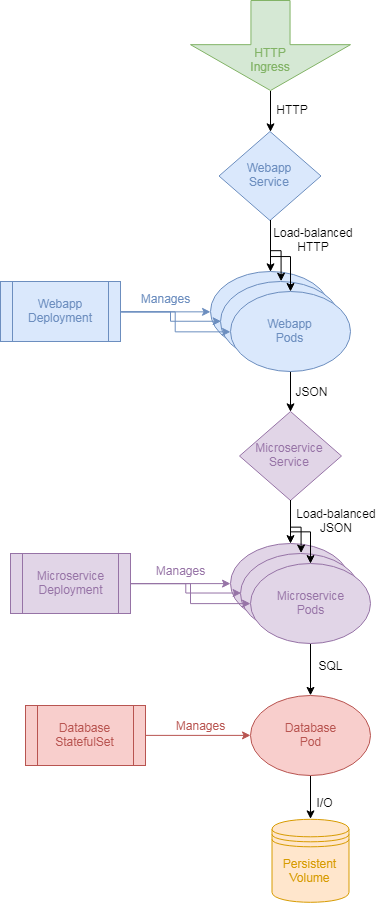 HTTP
Ingress
HTTP
Webapp
Service
Load-balanced
HTTP
Webapp
Deployment
Manages
Webapp
Pods
JSON
Microservice
Service
Load-balanced
JSON
Microservice
Deployment
Manages
Microservice
Pods
SQL
Database
StatefulSet
Manages
Database
Pod
I/O
Persistent
Volume